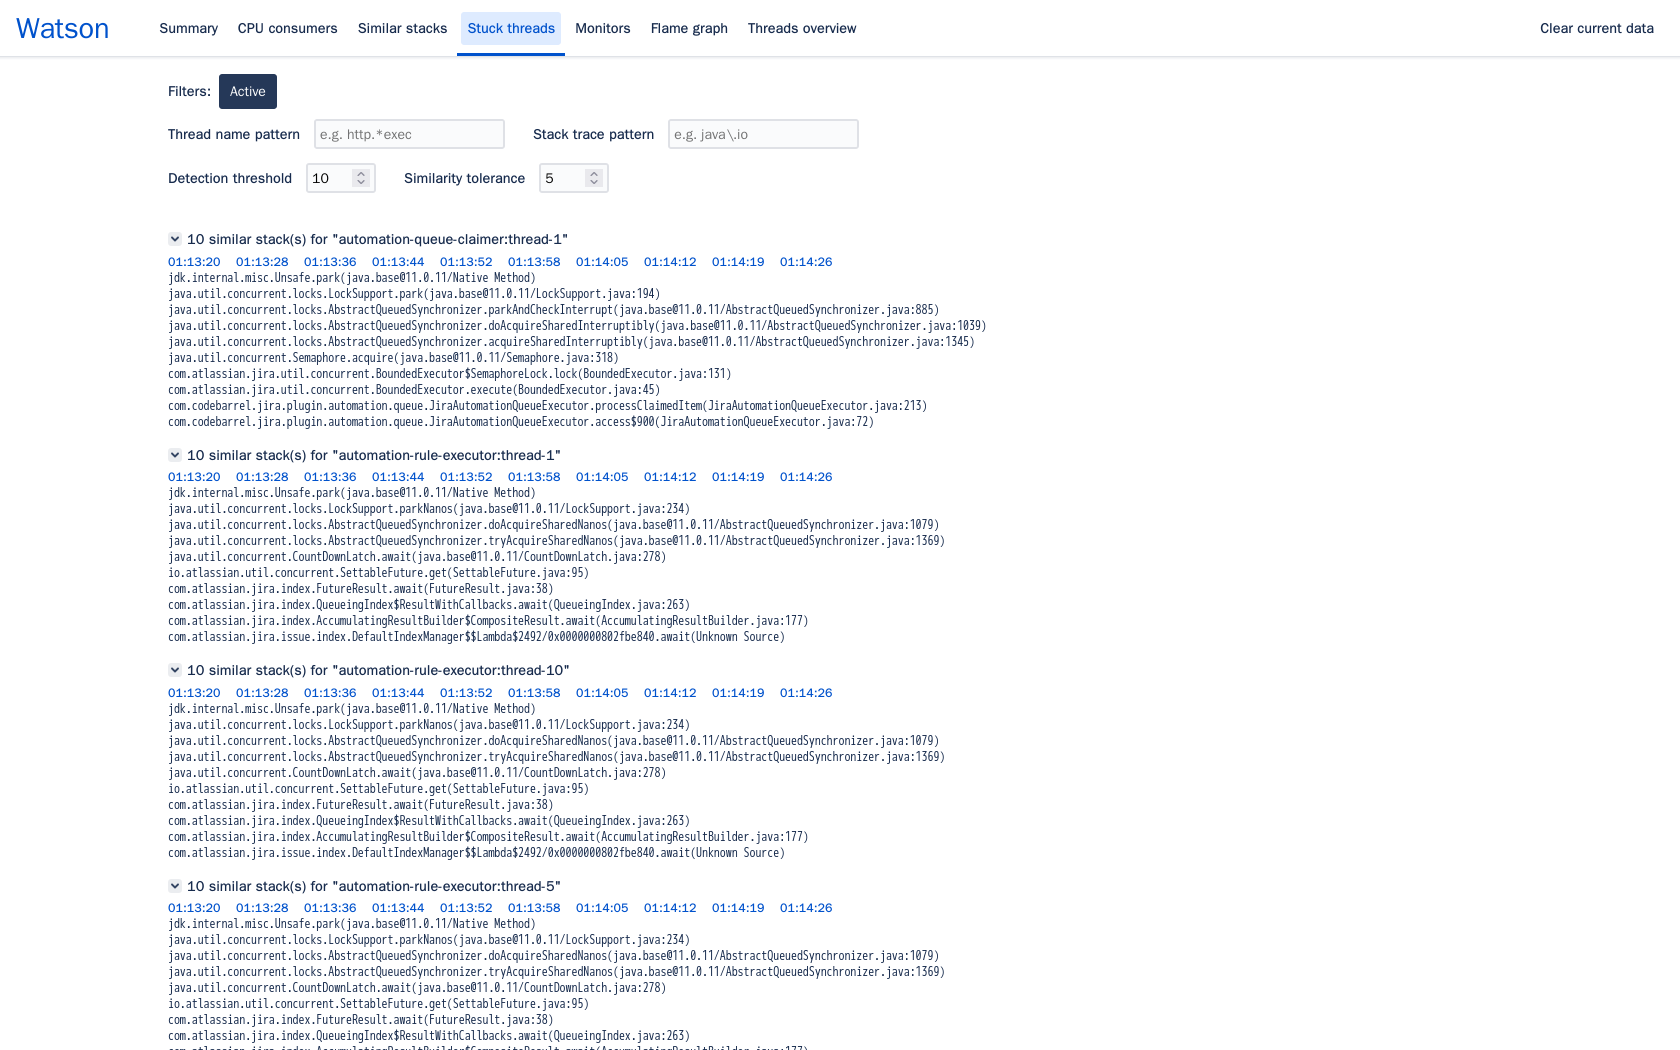 Watson
Summary CPU consumers Similar stacks Stuck threads Monitors Flame graph Threads overview Clear current data
Filters: Active
Thread name pattern e.g. http.*exec Stack trace pattern e.g. java\.io
Detection threshold 10 Similarity tolerance 5
10 similar stack(s) for "automation-queue-claimer:thread-1"
01:13:20 01:13:28 01:13:36 01:13:44 01:13:52 01:13:58 01:14:05 01:14:12 01:14:19 01:14:26
jdk.internal.misc.Unsafe.park(java.base@11.0.11/Native Method)
java.util.concurrent.locks.LockSupport.park(java.base@11.0.11/LockSupport.java:194)
java.util.concurrent.locks.AbstractQueuedSynchronizer.parkAndCheckInterrupt(java.base@11.0.11/AbstractQueuedSynchronizer.java:885)
java.util.concurrent.locks.AbstractQueuedSynchronizer.doAcquireSharedInterruptibly(java.base@11.0.11/AbstractQueuedSynchronizer.java:1039)
java.util.concurrent.locks.AbstractQueuedSynchronizer.acquireSharedInterruptibly(java.base@11.0.11/AbstractQueuedSynchronizer.java:1345)
java.util.concurrent.Semaphore.acquire(java.base@11.0.11/Semaphore.java:318)
com.atlassian.jira.util.concurrent.BoundedExecutor$SemaphoreLock.lock(BoundedExecutor.java:131)
com.atlassian.jira.util.concurrent.BoundedExecutor.execute(BoundedExecutor.java:45)
com.codebarrel.jira.plugin.automation.queue.JiraAutomationQueueExecutor.processClaimedItem(JiraAutomationQueueExecutor.java:213)
com.codebarrel.jira.plugin.automation.queue.JiraAutomationQueueExecutor.access$900(JiraAutomationQueueExecutor.java:72)
10 similar stack(s) for "automation-rule-executor:thread-1"
01:13:20 01:13:28 01:13:36 01:13:44 01:13:52 01:13:58 01:14:05 01:14:12 01:14:19 01:14:26
jdk.internal.misc.Unsafe.park(java.base@11.0.11/Native Method)
java.util.concurrent.locks.LockSupport.parkNanos(java.base@11.0.11/LockSupport.java:234)
java.util.concurrent.locks.AbstractQueuedSynchronizer.doAcquireSharedNanos(java.base@11.0.11/AbstractQueuedSynchronizer.java:1079)
java.util.concurrent.locks.AbstractQueuedSynchronizer.tryAcquireSharedNanos(java.base@11.0.11/AbstractQueuedSynchronizer.java:1369)
java.util.concurrent.CountDownLatch.await(java.base@11.0.11/CountDownLatch.java:278)
io.atlassian.util.concurrent.SettableFuture.get(SettableFuture.java:95)
com.atlassian.jira.index.FutureResult.await(FutureResult.java:38)
com.atlassian.jira.index.QueueingIndex$ResultWithCallbacks.await(QueueingIndex.java:263)
com.atlassian.jira.index.AccumulatingResultBuilder$CompositeResult.await(AccumulatingResultBuilder.java:177)
com.atlassian.jira.issue.index.DefaultIndexManager$$Lambda$2492/0x0000000802fbe840.await(Unknown Source)
10 similar stack(s) for "automation-rule-executor:thread-10"
01:13:20 01:13:28 01:13:36 01:13:44 01:13:52 01:13:58 01:14:05 01:14:12 01:14:19 01:14:26
jdk.internal.misc.Unsafe.park(java.base@11.0.11/Native Method)
java.util.concurrent.locks.LockSupport.parkNanos(java.base@11.0.11/LockSupport.java:234)
java.util.concurrent.locks.AbstractQueuedSynchronizer.doAcquireSharedNanos(java.base@11.0.11/AbstractQueuedSynchronizer.java:1079)
java.util.concurrent.locks.AbstractQueuedSynchronizer.tryAcquireSharedNanos(java.base@11.0.11/AbstractQueuedSynchronizer.java:1369)
java.util.concurrent.CountDownLatch.await(java.base@11.0.11/CountDownLatch.java:278)
io.atlassian.util.concurrent.SettableFuture.get(SettableFuture.java:95)
com.atlassian.jira.index.FutureResult.await(FutureResult.java:38)
com.atlassian.jira.index.QueueingIndex$ResultWithCallbacks.await(QueueingIndex.java:263)
com.atlassian.jira.index.AccumulatingResultBuilder$CompositeResult.await(AccumulatingResultBuilder.java:177)
com.atlassian.jira.issue.index.DefaultIndexManager$$Lambda$2492/0x0000000802fbe840.await(Unknown Source)
10 similar stack(s) for "automation-rule-executor:thread-5"
01:13:20 01:13:28 01:13:36 01:13:44 01:13:52 01:13:58 01:14:05 01:14:12 01:14:19 01:14:26
jdk.internal.misc.Unsafe.park(java.base@11.0.11/Native Method)
java.util.concurrent.locks.LockSupport.parkNanos(java.base@11.0.11/LockSupport.java:234)
java.util.concurrent.locks.AbstractQueuedSynchronizer.doAcquireSharedNanos(java.base@11.0.11/AbstractQueuedSynchronizer.java:1079)
java.util.concurrent.locks.AbstractQueuedSynchronizer.tryAcquireSharedNanos(java.base@11.0.11/AbstractQueuedSynchronizer.java:1369)
java.util.concurrent.CountDownLatch.await(java.base@11.0.11/CountDownLatch.java:278)
io.atlassian.util.concurrent.SettableFuture.get(SettableFuture.java:95)
com.atlassian.jira.index.FutureResult.await(FutureResult.java:38)
com.atlassian.jira.index.QueueingIndex$ResultWithCallbacks.await(QueueingIndex.java:263)